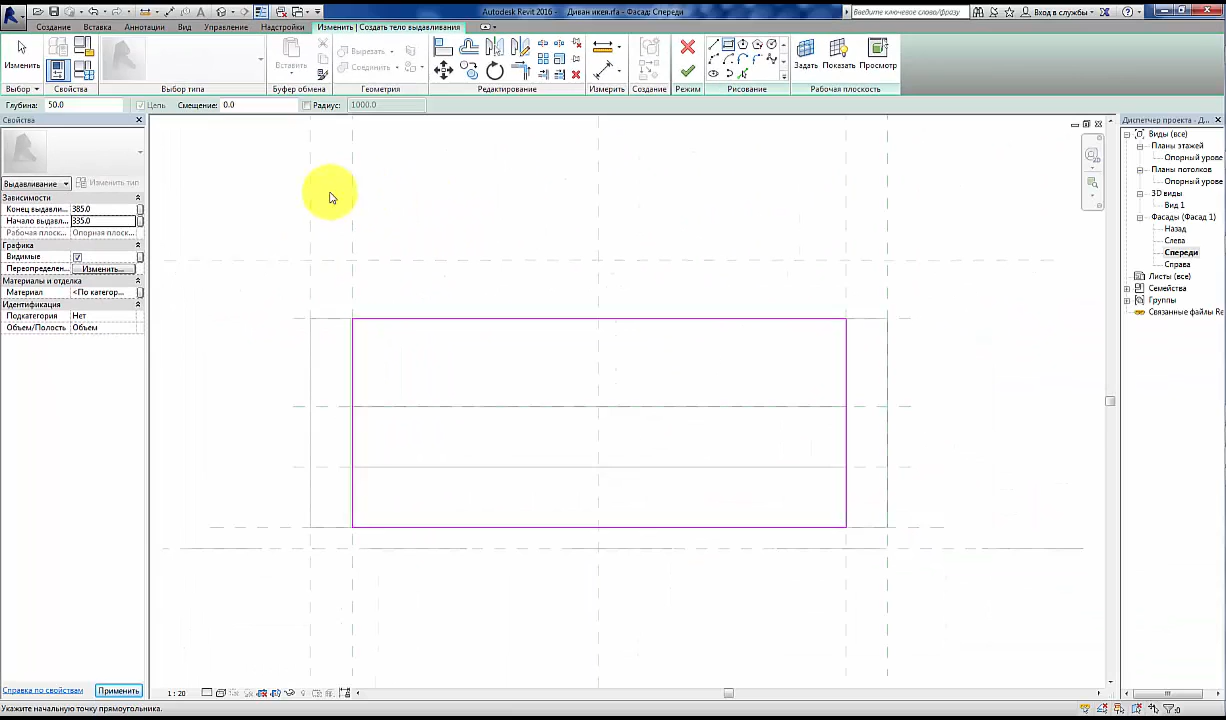 Autodesk Revit 2016 -    Диван икея.rfa - Фасад: Спереди
Введите ключевое слово/фразу
Вход в службы
Создание
Вставка
Аннотации
Вид
Управление
Надстройки
Изменить | Создать тело выдавливания
Изменить
Вставить
Вырезать
Соединить
Задать
Показать
Просмотр
Выбор
Свойства
Выбор типа
Буфер обмена
Геометрия
Редактирование
Измерить
Создание
Режим
Рисование
Рабочая плоскость
Глубина: 50.0
Цепь
Смещение: 0.0
Радиус: 1000.0
Свойства
Выдавливание
Изменить тип
Зависимости
Конец выдавли... 385.0
Начало выдавл... 335.0
Рабочая плоск... Опорная плоск...
Графика
Видимые
Переопределен... Изменить...
Материалы и отделка
Материал <По категор...
Идентификация
Подкатегория Нет
Объем/Полость Объем
Справка по свойствам
Применить
Диспетчер проекта - Д...
Виды (все)
Планы этажей
Опорный урове
Планы потолков
Опорный урове
3D виды
Вид 1
Фасады (Фасад 1)
Назад
Слева
Спереди
Справа
Листы (все)
Семейства
Группы
Связанные файлы Re
1 : 20
Укажите начальную точку прямоугольника.
:0